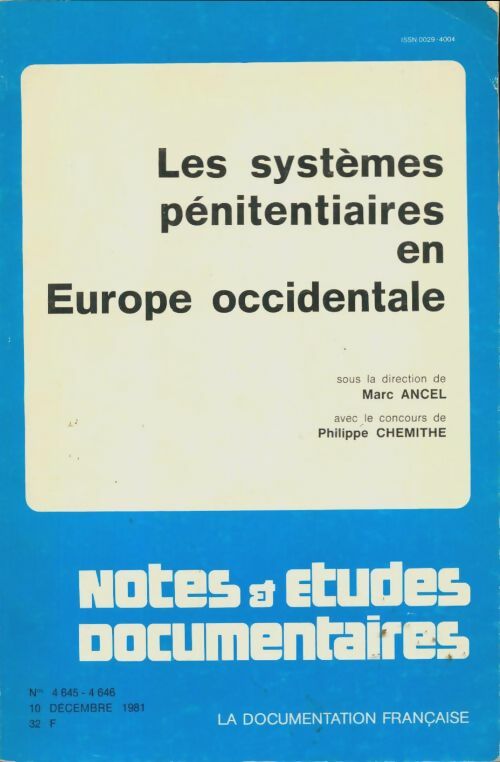 ISSN 0029-4004
Les systèmes
pénitentiaires
en
Europe occidentale
sous la direction de
Marc ANCEL
avec le concours de
Philippe CHEMITHE
Notes & Etudes
Documentaires
Nos 4 645 - 4 646
10 DÉCEMBRE 1981
32 F
LA DOCUMENTATION FRANÇAISE